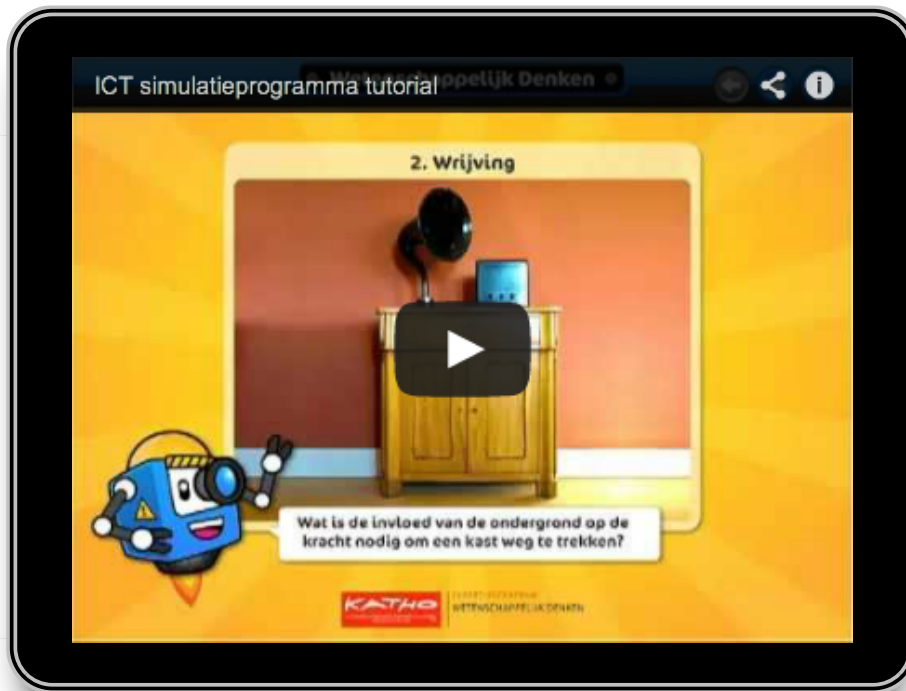 ICT simulatieprogramma tutorial
Wetenschappelijk Denken
2. Wrijving
Wat is de invloed van de ondergrond op de
kracht nodig om een kast weg te trekken?
KATHO
WETENSCHAPPELIJK DENKEN